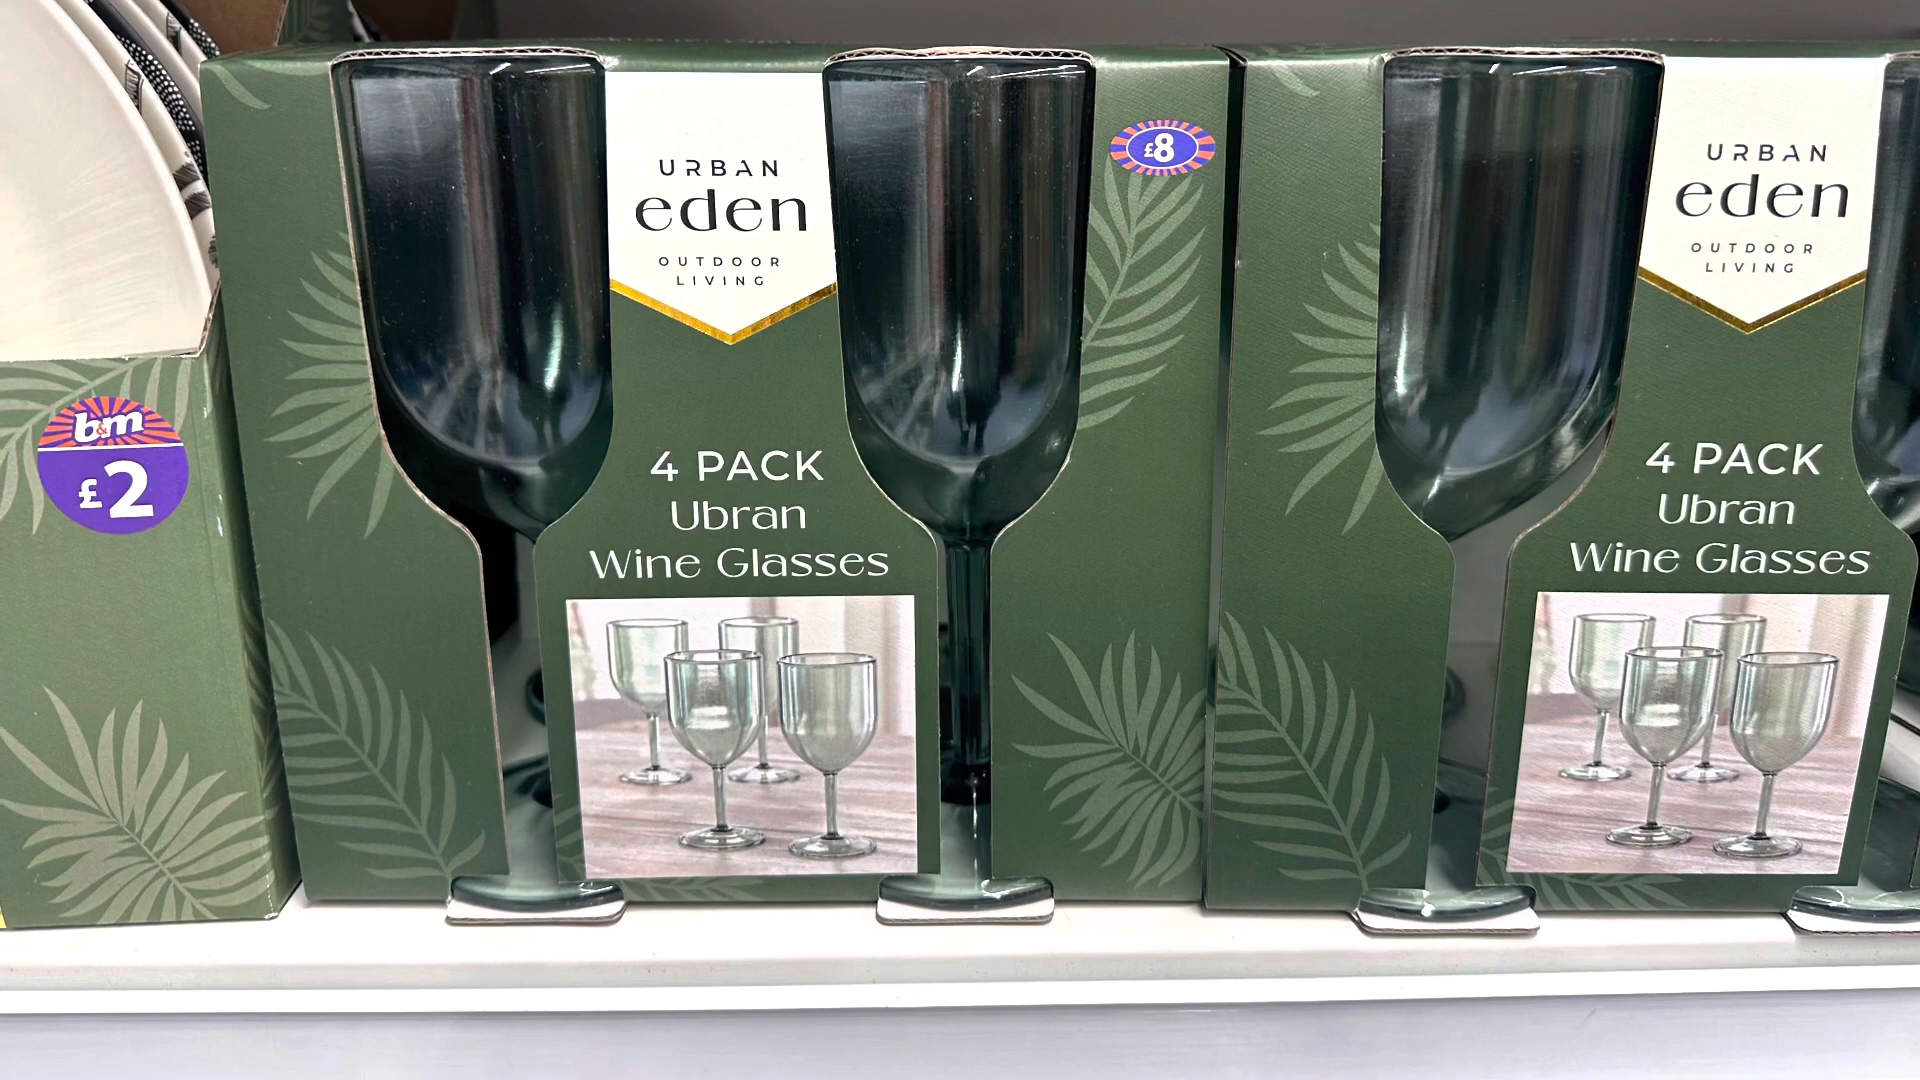 b&m
£2
URBAN
eden
OUTDOOR
LIVING
4 PACK
Ubran
Wine Glasses
£8
URBAN
eden
OUTDOOR
LIVING
4 PACK
Ubran
Wine Glasses